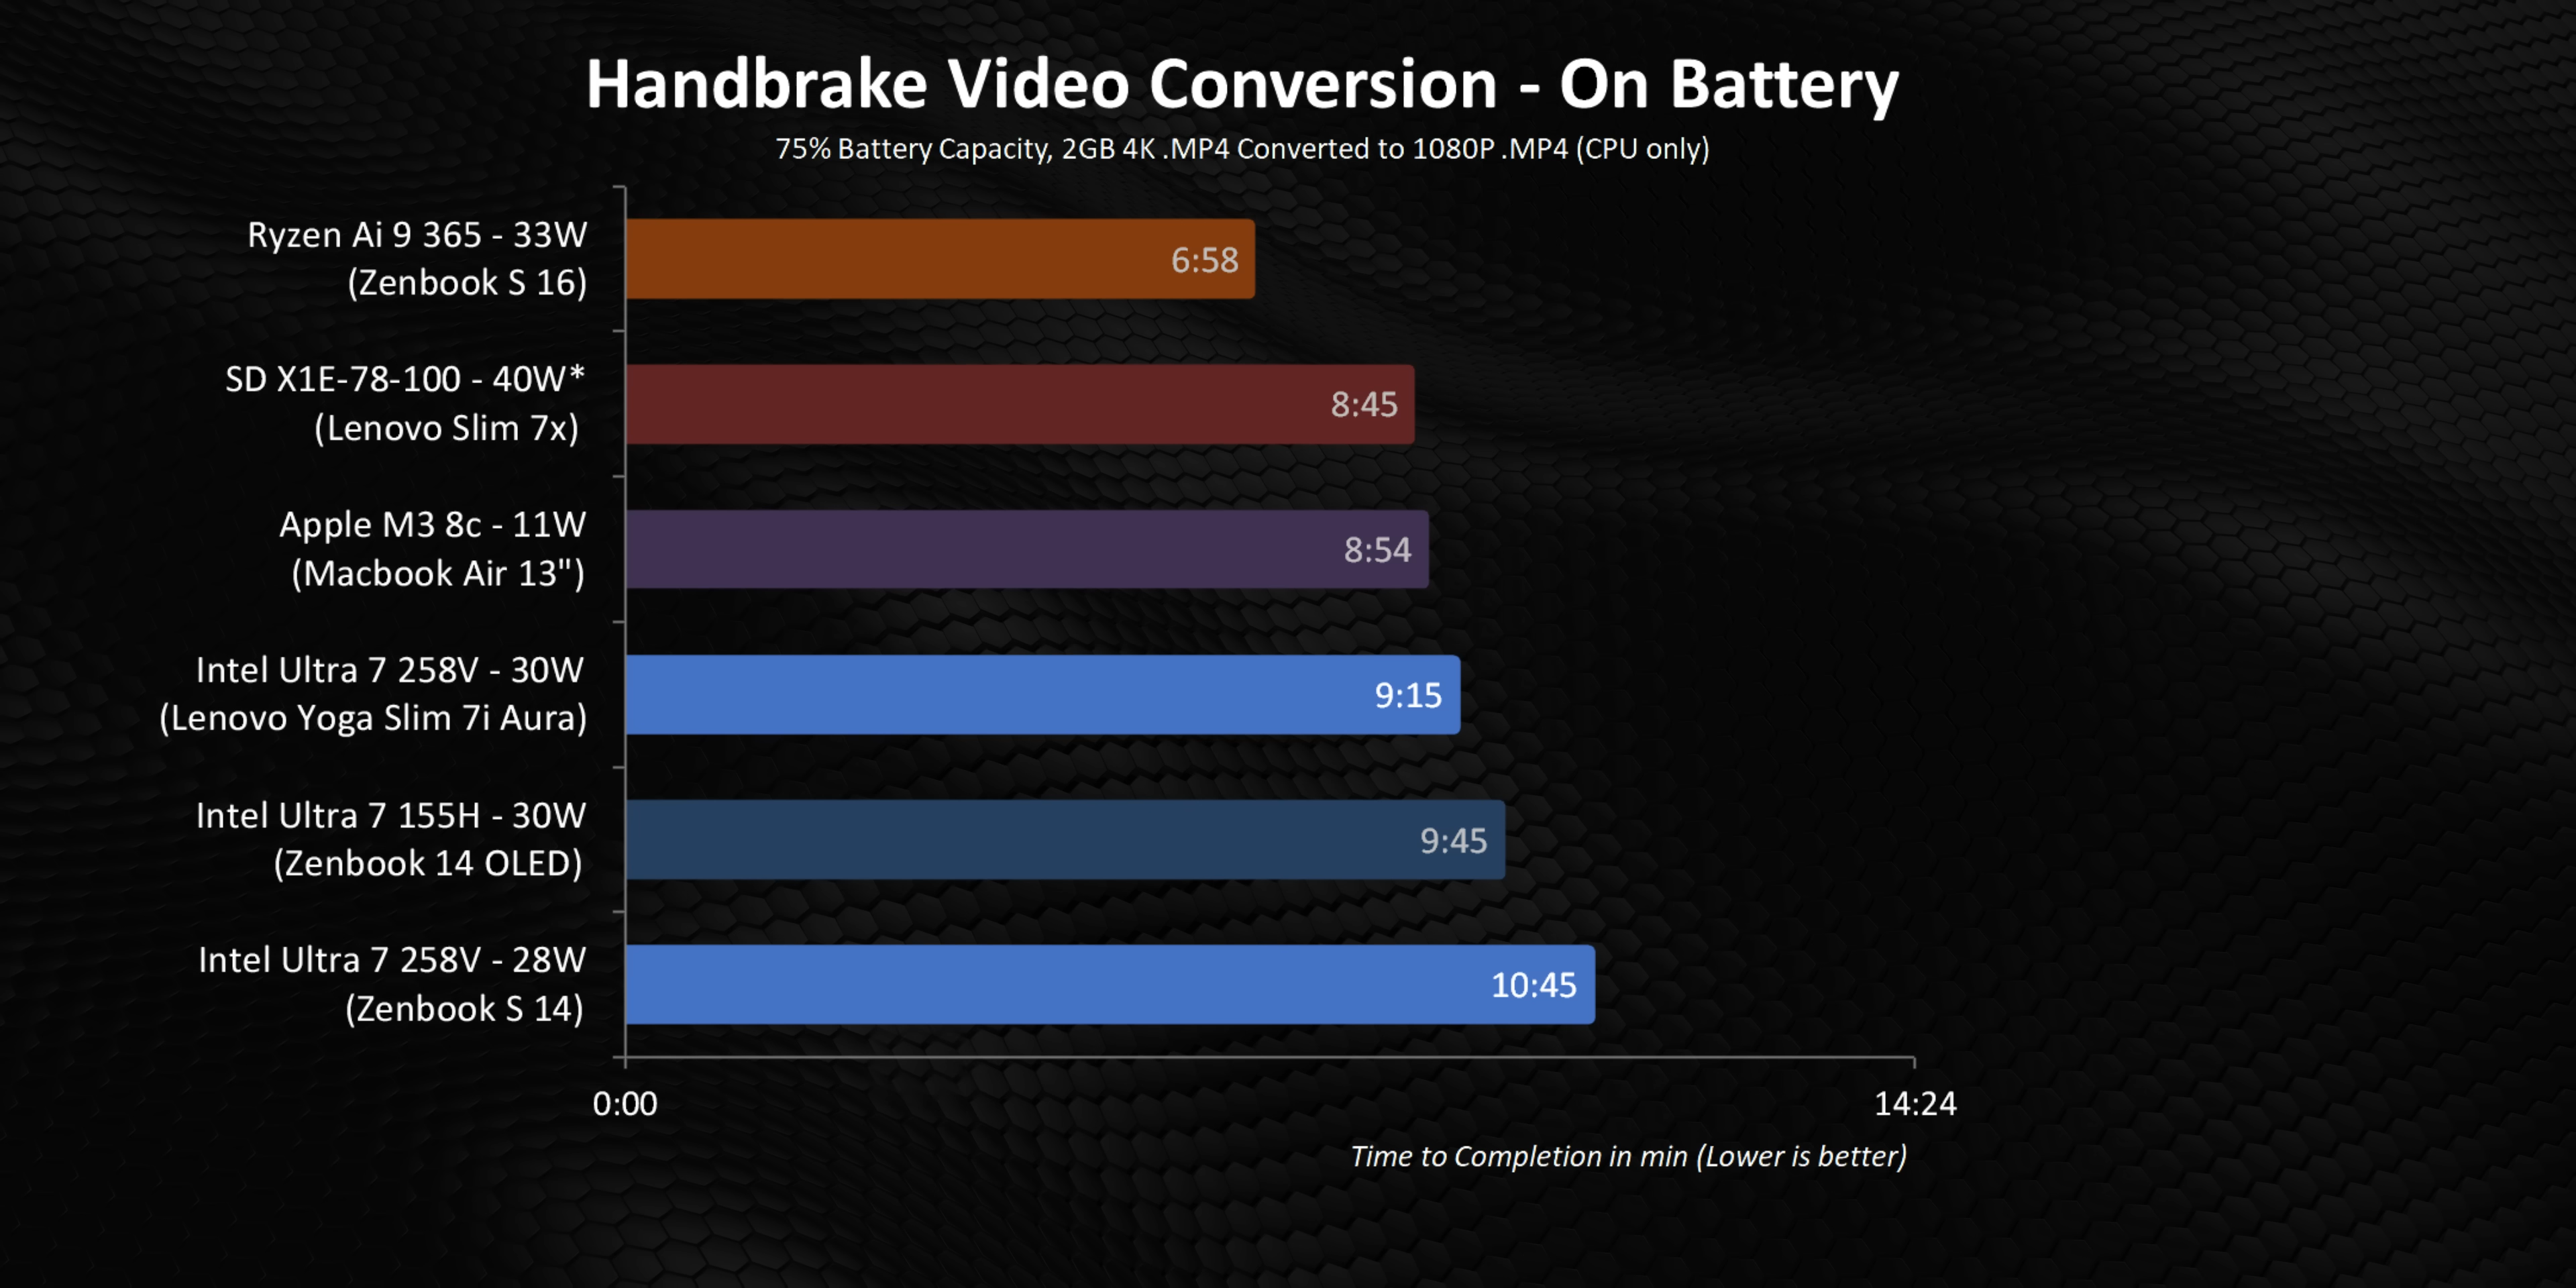 Handbrake Video Conversion - On Battery
75% Battery Capacity, 2GB 4K .MP4 Converted to 1080P .MP4 (CPU only)
Ryzen Ai 9 365 - 33W
(Zenbook S 16)
6:58
SD X1E-78-100 - 40W*
(Lenovo Slim 7x)
8:45
Apple M3 8c - 11W
(Macbook Air 13")
8:54
Intel Ultra 7 258V - 30W
(Lenovo Yoga Slim 7i Aura)
9:15
Intel Ultra 7 155H - 30W
(Zenbook 14 OLED)
9:45
Intel Ultra 7 258V - 28W
(Zenbook S 14)
10:45
0:00
14:24
Time to Completion in min (Lower is better)